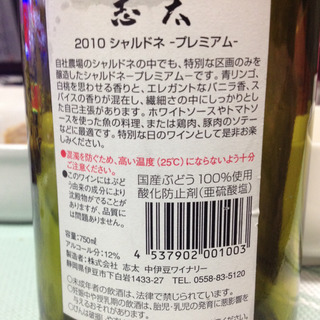 志太
2010 シャルドネ -プレミアム-
自社農場のシャルドネの中でも、特別な区画のみを
醸造したシャルドネープレミアムーです。青リンゴ、
白桃を思わせる香りと、エレガントなバニラ香、ス
パイスの香りが混在し、繊細さの中にしっかりとし
た自己主張があります。
ホワイトソースやトマトソ
ースを使った魚の料理、または鶏肉、豚肉のソテー
などに最適です。特別な日のワインとして是非お楽
しみください。
●混濁を防ぐため、高い温度(25℃)にならないよう十分
ご注意ください。
●このワインにはぶど
う由来の成分により
沈殿物がでることが
ありますが、品質に
は問題ありません。
国産ぶどう100%使用
酸化防止剤(亜硫酸塩)
容量:750ml
アルコール分:12%
4 537902 001003
製造者:株式会社 志太 中伊豆ワイナリー
静岡県伊豆市下白岩1433-27 TEL. 0558-83-5120
●未成年者の飲酒は、法律で禁じられています。
●妊娠中や授乳期の飲酒は、胎児・乳児の発育に悪影響を
与えるおそれがあります。